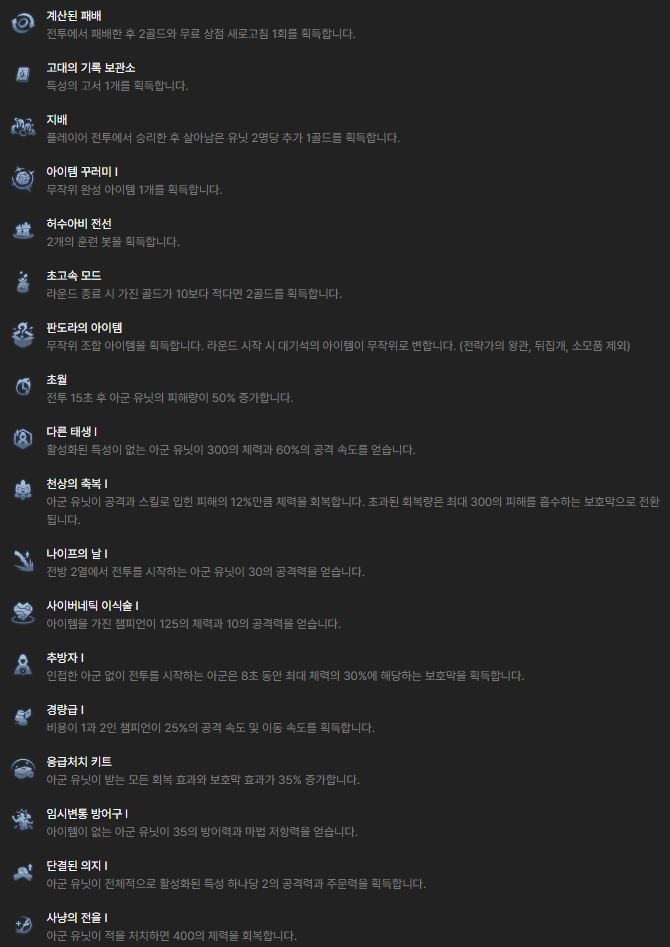 계산된 패배
전투에서 패배한 후 2골드와 무료 상점 새로고침 1회를 획득합니다.
고대의 기록 보관소
특성의 고서 1개를 획득합니다.
지배
플레이어 전투에서 승리한 후 살아남은 유닛 2명당 추가 1골드를 획득합니다.
아이템 꾸러미 I
무작위 완성 아이템 1개를 획득합니다.
허수아비 전선
2개의 훈련 봇을 획득합니다.
초고속 모드
라운드 종료 시 가진 골드가 10보다 적다면 2골드를 획득합니다.
판도라의 아이템
무작위 조합 아이템을 획득합니다. 라운드 시작 시 대기석의 아이템이 무작위로 변합니다. (전략가의 왕관, 뒤집개, 소모품 제외)
초월
전투 15초 후 아군 유닛의 피해량이 50% 증가합니다.
다른 태생 I
활성화된 특성이 없는 아군 유닛이 300의 체력과 60%의 공격 속도를 얻습니다.
천상의 축복 I
아군 유닛이 공격과 스킬로 입힌 피해의 12%만큼 체력을 회복합니다. 초과된 회복량은 최대 300의 피해를 흡수하는 보호막으로 전환
됩니다.
나이프의 날 I
전방 2열에서 전투를 시작하는 아군 유닛이 30의 공격력을 얻습니다.
사이버네틱 이식술 I
아이템을 가진 챔피언이 125의 체력과 10의 공격력을 얻습니다.
추방자 I
인접한 아군 없이 전투를 시작하는 아군은 8초 동안 최대 체력의 30%에 해당하는 보호막을 획득합니다.
경량급 I
비용이 1과 2인 챔피언이 25%의 공격 속도 및 이동 속도를 획득합니다.
응급처치 키트
아군 유닛이 받는 모든 회복 효과와 보호막 효과가 35% 증가합니다.
임시변통 방어구 I
아이템이 없는 아군 유닛이 35의 방어력과 마법 저항력을 얻습니다.
단결된 의지 I
아군 유닛이 전체적으로 활성화된 특성 하나당 2의 공격력과 주문력을 획득합니다.
사냥의 전율 I
아군 유닛이 적을 처치하면 400의 체력을 회복합니다.